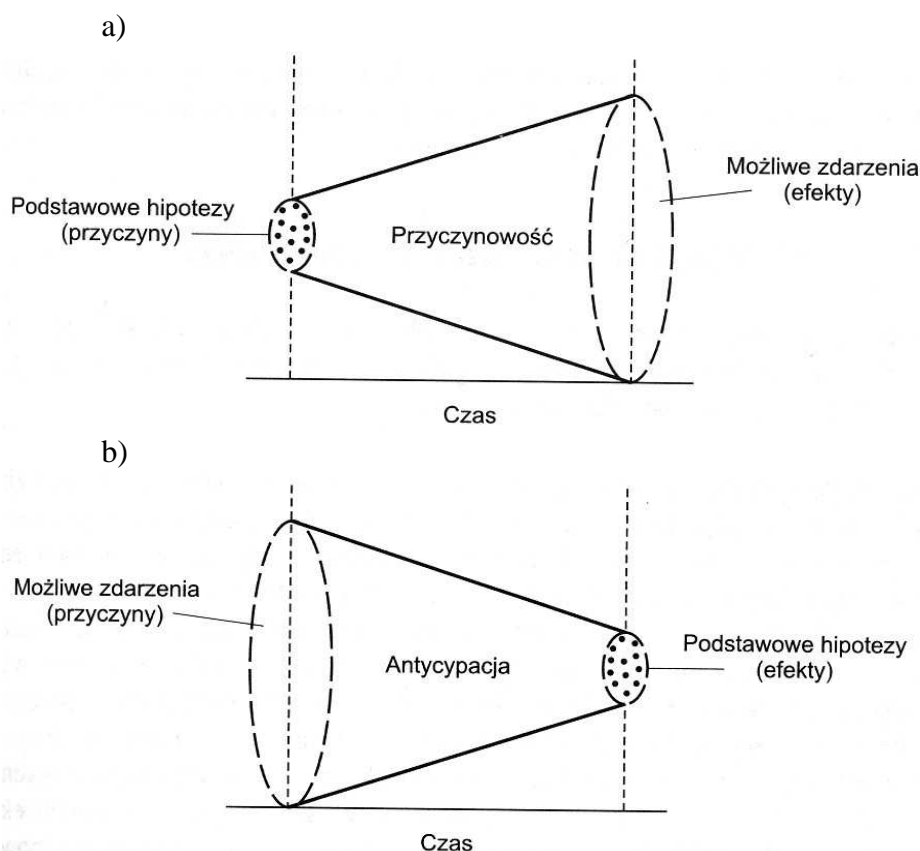 a)
Podstawowe hipotezy
(przyczyny)
Przyczynowość
Możliwe zdarzenia
(efekty)
Czas
b)
Możliwe zdarzenia
(przyczyny)
Antycypacja
Podstawowe hipotezy
(efekty)
Czas